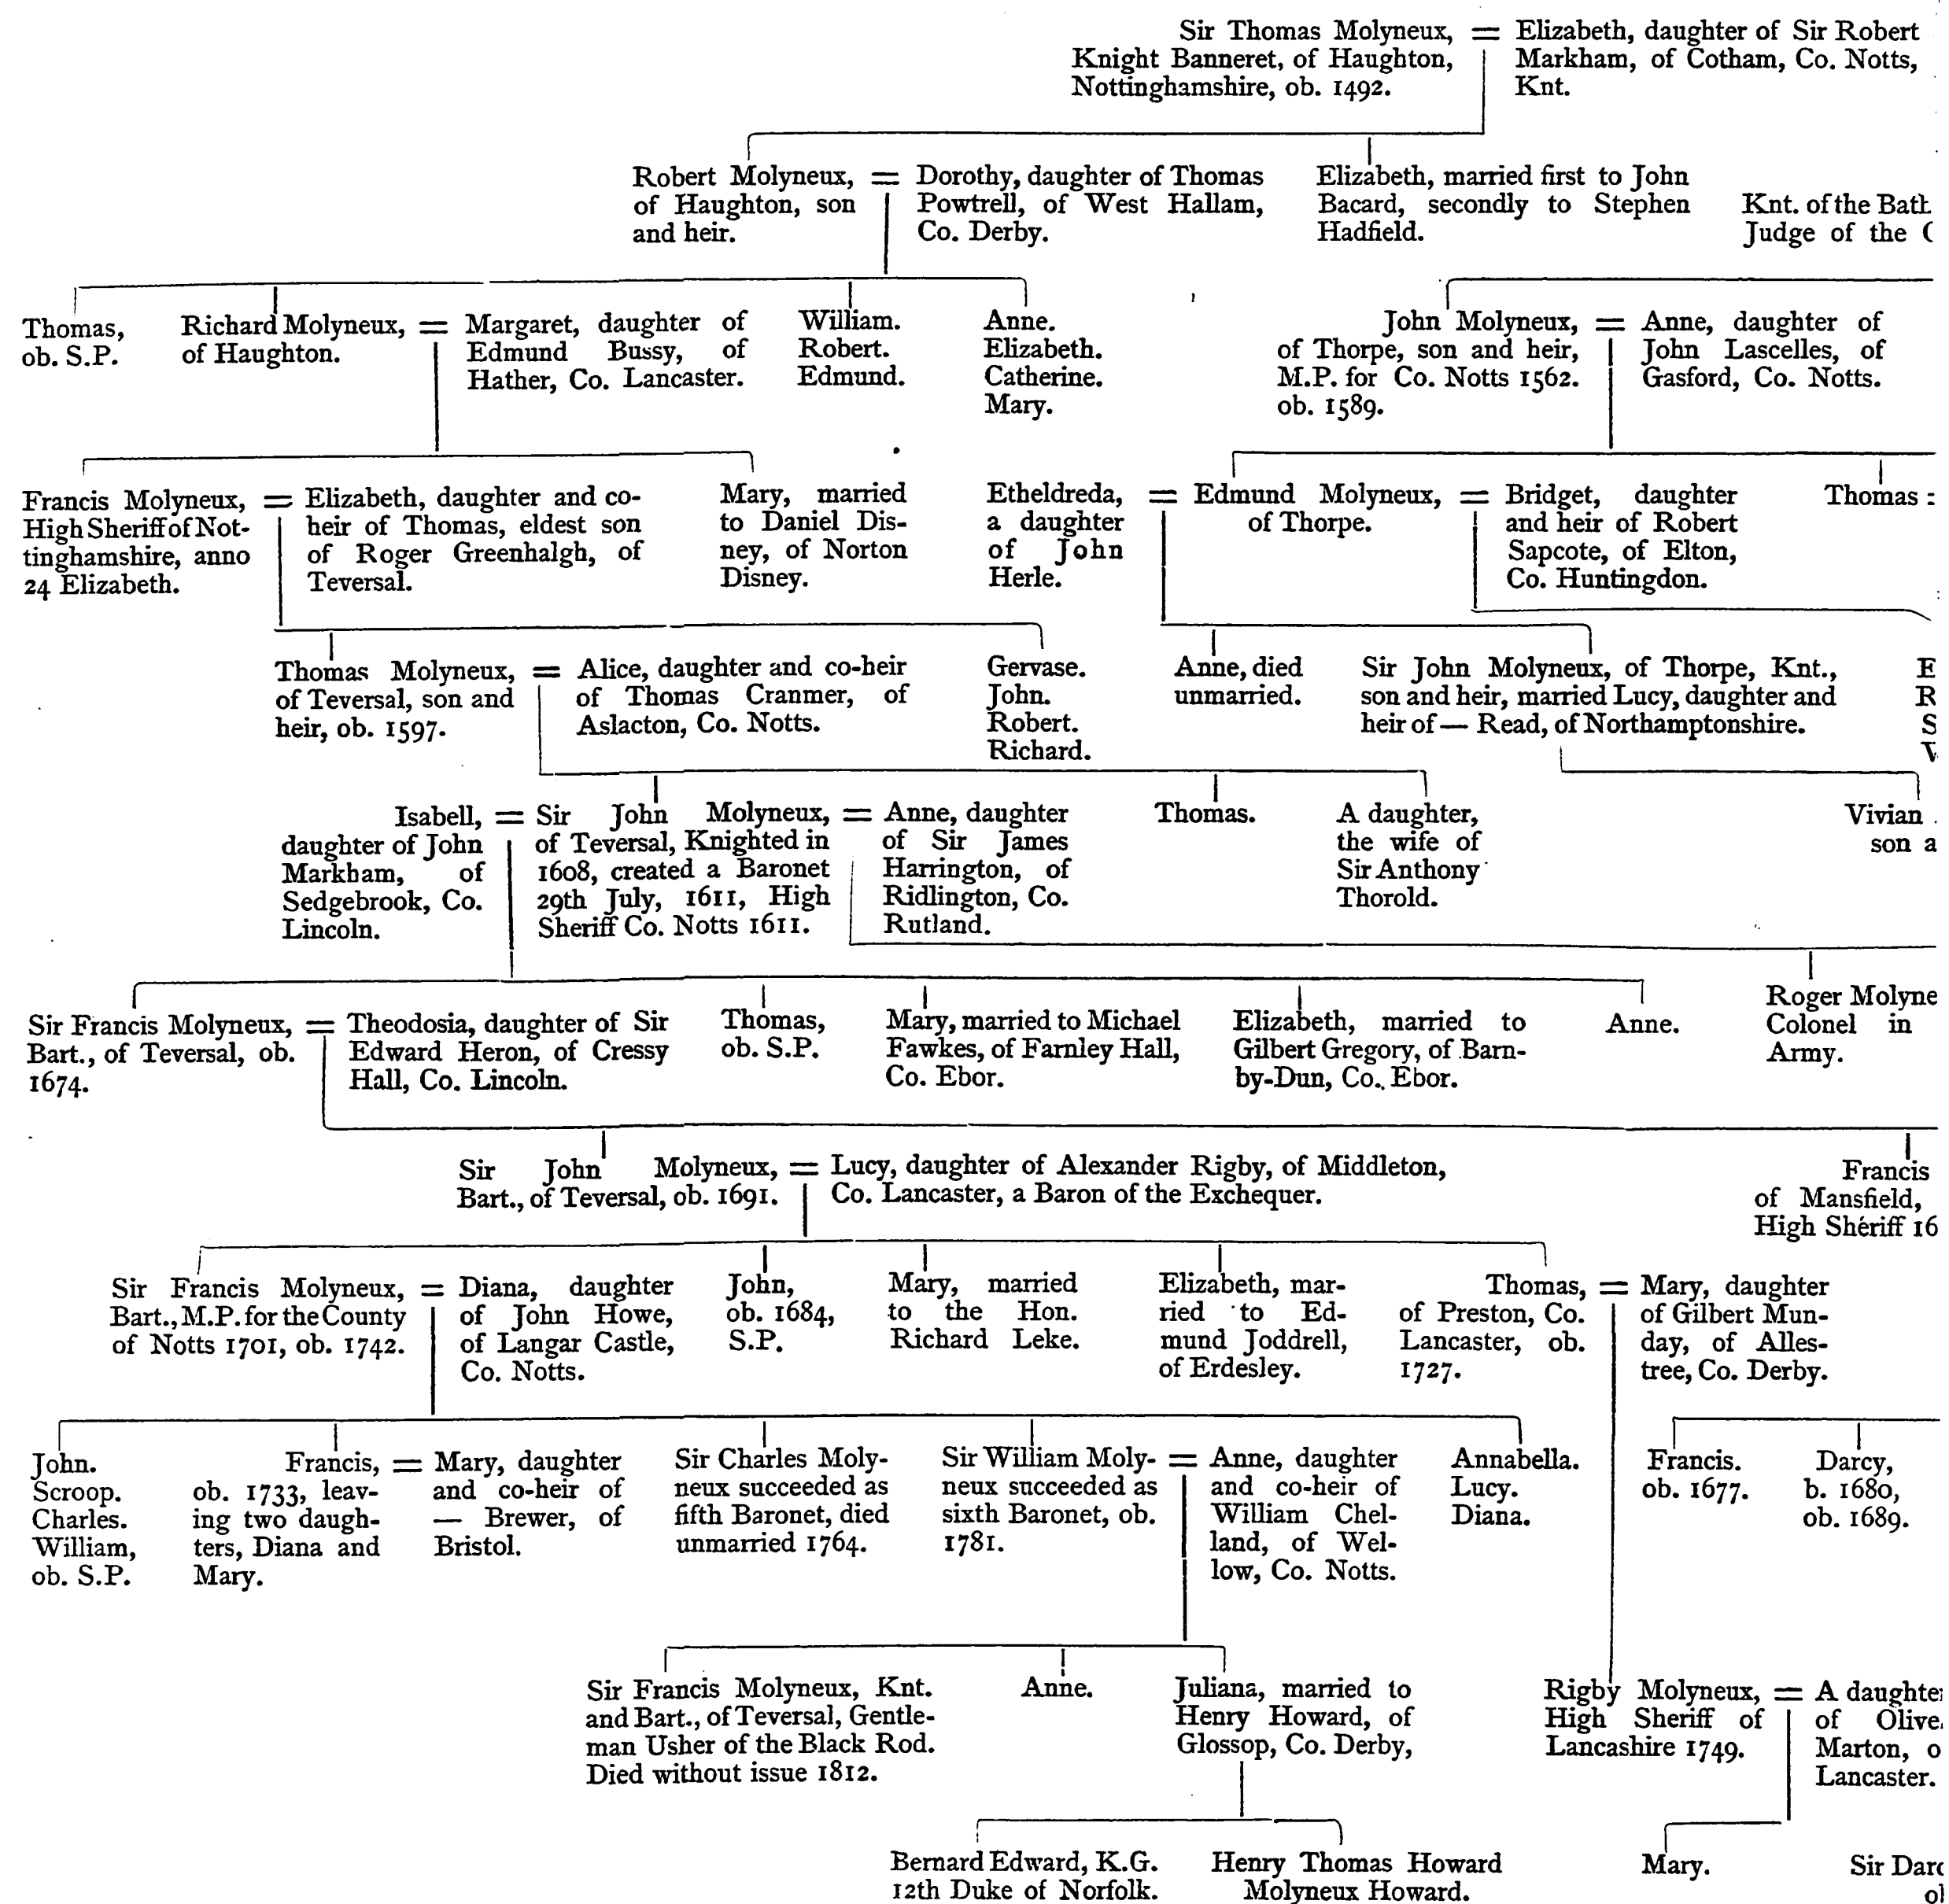 Sir Thomas Molyneux,
Knight Banneret, of Haughton,
Nottinghamshire, ob. 1492.
=
Elizabeth, daughter of Sir Robert
Markham, of Cotham, Co. Notts,
Knt.
Robert Molyneux,
of Haughton, son
and heir.
=
Dorothy, daughter of Thomas
Powtrell, of West Hallam,
Co. Derby.
Elizabeth, married first to John
Bacard, secondly to Stephen
Hadfield.
Knt. of the Bath
Judge of the
Thomas,
ob. S.P.
Richard Molyneux,
of Haughton.
=
Margaret, daughter of
Edmund Bussy, of
Hather, Co. Lancaster.
William.
Robert.
Edmund.
Anne.
Elizabeth.
Catherine.
Mary.
John Molyneux,
of Thorpe, son and heir,
M.P. for Co. Notts 1562.
ob. 1589.
=
Anne, daughter of
John Lascelles, of
Gasford, Co. Notts.
Francis Molyneux,
High Sheriff of Not-
tinghamshire, anno
24 Elizabeth.
=
Elizabeth, daughter and co-
heir of Thomas, eldest son
of Roger Greenhalgh, of
Teversal.
Mary, married
to Daniel Dis-
ney, of Norton
Disney.
Etheldreda,
a daughter
of John
Herle.
=
Edmund Molyneux,
of Thorpe.
=
Bridget, daughter
and heir of Robert
Sapcote, of Elton,
Co. Huntingdon.
Thomas =
Thomas Molyneux,
of Teversal, son and
heir, ob. 1597.
=
Alice, daughter and co-heir
of Thomas Cranmer, of
Aslacton, Co. Notts.
Gervase.
John.
Robert.
Richard.
Anne, died
unmarried.
Sir John Molyneux, of Thorpe, Knt.,
son and heir, married Lucy, daughter and
heir of — Read, of Northamptonshire.
E
R
S
Isabell,
daughter of John
Markham, of
Sedgebrook, Co.
Lincoln.
=
Sir John Molyneux,
of Teversal, Knighted in
1608, created a Baronet
29th July, 1611, High
Sheriff Co. Notts 1611.
=
Anne, daughter
of Sir James
Harrington, of
Ridlington, Co.
Rutland.
Thomas.
A daughter,
the wife of
Sir Anthony
Thorold.
Vivian
son a
Sir Francis Molyneux,
Bart., of Teversal, ob.
1674.
=
Theodosia, daughter of Sir
Edward Heron, of Cressy
Hall, Co. Lincoln.
Thomas,
ob. S.P.
Mary, married to Michael
Fawkes, of Farnley Hall,
Co. Ebor.
Elizabeth, married to
Gilbert Gregory, of Barn-
by-Dun, Co. Ebor.
Anne.
Roger Molyne
Colonel in
Army.
Sir John Molyneux,
Bart., of Teversal, ob. 1691.
=
Lucy, daughter of Alexander Rigby, of Middleton,
Co. Lancaster, a Baron of the Exchequer.
Francis
of Mansfield,
High Sheriff 16
Sir Francis Molyneux,
Bart., M.P. for the County
of Notts 1701, ob. 1742.
=
Diana, daughter
of John Howe,
of Langar Castle,
Co. Notts.
John,
ob. 1684,
S.P.
Mary, married
to the Hon.
Richard Leke.
Elizabeth, mar-
ried to Ed-
mund Joddrell,
of Erdesley.
Thomas,
of Preston, Co.
Lancaster, ob.
1727.
=
Mary, daughter
of Gilbert Mun-
day, of Alles-
tree, Co. Derby.
John.
Scroop.
Charles.
William,
ob. S.P.
Francis,
ob. 1733, leav-
ing two daugh-
ters, Diana and
Mary.
=
Mary, daughter
and co-heir of
— Brewer, of
Bristol.
Sir Charles Moly-
neux succeeded as
fifth Baronet, died
unmarried 1764.
Sir William Moly-
neux succeeded as
sixth Baronet, ob.
1781.
=
Anne, daughter
and co-heir of
William Chel-
land, of Wel-
low, Co. Notts.
Annabella.
Lucy.
Diana.
Francis.
ob. 1677.
Darcy,
b. 1680,
ob. 1689.
Sir Francis Molyneux, Knt.
and Bart., of Teversal, Gentle-
man Usher of the Black Rod.
Died without issue 1812.
Anne.
Juliana, married to
Henry Howard, of
Glossop, Co. Derby,
Rigby Molyneux,
High Sheriff of
Lancashire 1749.
=
A daughter
of Olive
Marton, o
Lancaster.
Bernard Edward, K.G.
12th Duke of Norfolk.
Henry Thomas Howard
Molyneux Howard.
Mary.
Sir Darc